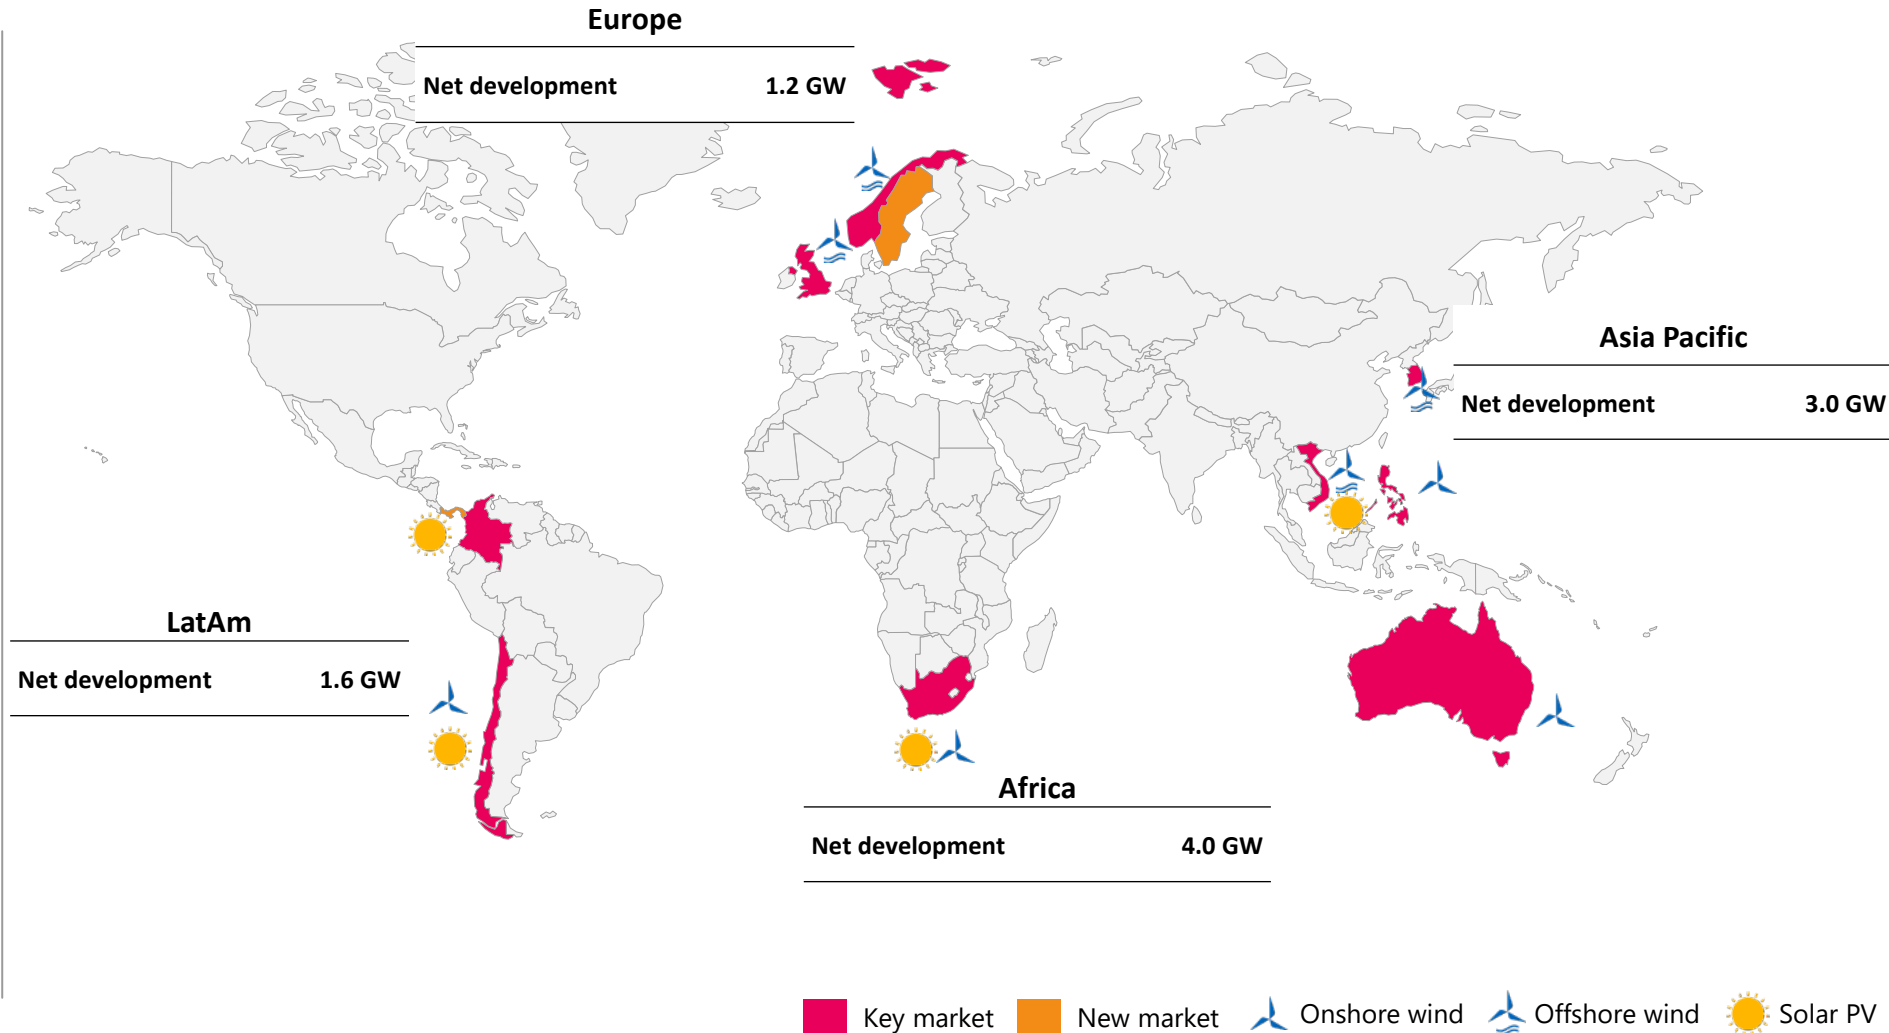 Europe
Net development 1.2 GW
Asia Pacific
Net development 3.0 GW
LatAm
Net development 1.6 GW
Africa
Net development 4.0 GW
Key market New market Onshore wind Offshore wind Solar PV